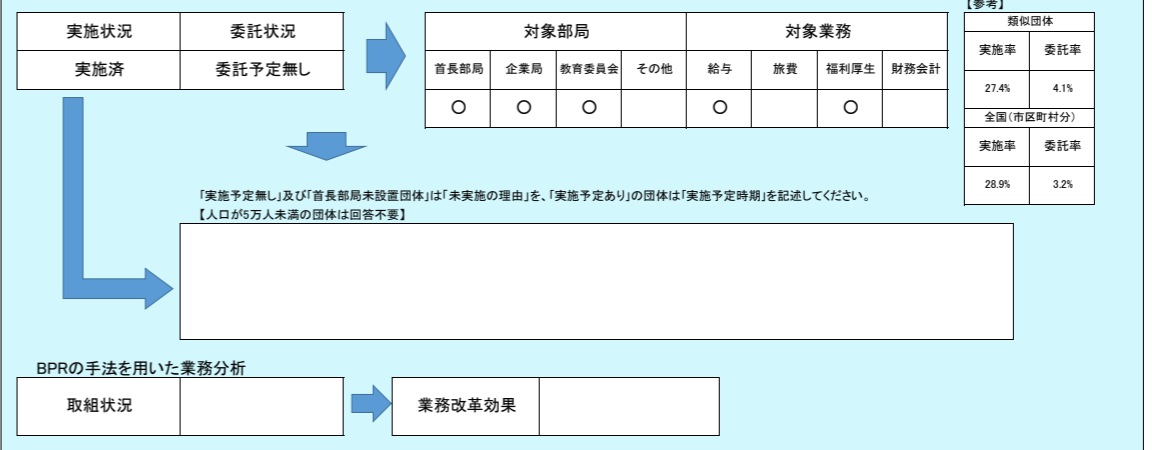 【参考】
実施状況 委託状況
実施済 委託予定無し
対象部局 対象業務
首長部局 企業局 教育委員会 その他 給与 旅費 福利厚生 財務会計
○ ○ ○ ○ ○
類似団体
実施率 委託率
27.4% 4.1%
全国(市区町村分)
実施率 委託率
28.9% 3.2%
「実施予定無し」及び「首長部局未設置団体」は「未実施の理由」を、「実施予定あり」の団体は「実施予定時期」を記述してください。
【人口が5万人未満の団体は回答不要】
BPRの手法を用いた業務分析
取組状況 業務改革効果